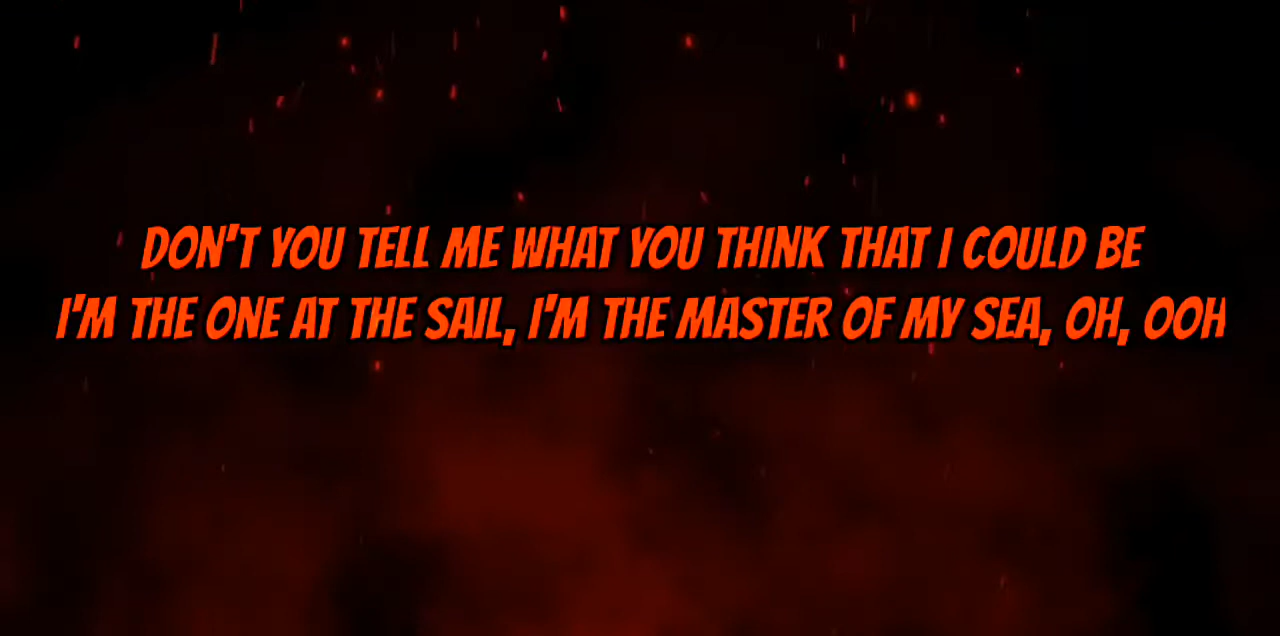 DON'T YOU TELL ME WHAT YOU THINK THAT I COULD BE
I'M THE ONE AT THE SAIL, I'M THE MASTER OF MY SEA, OH, OOH